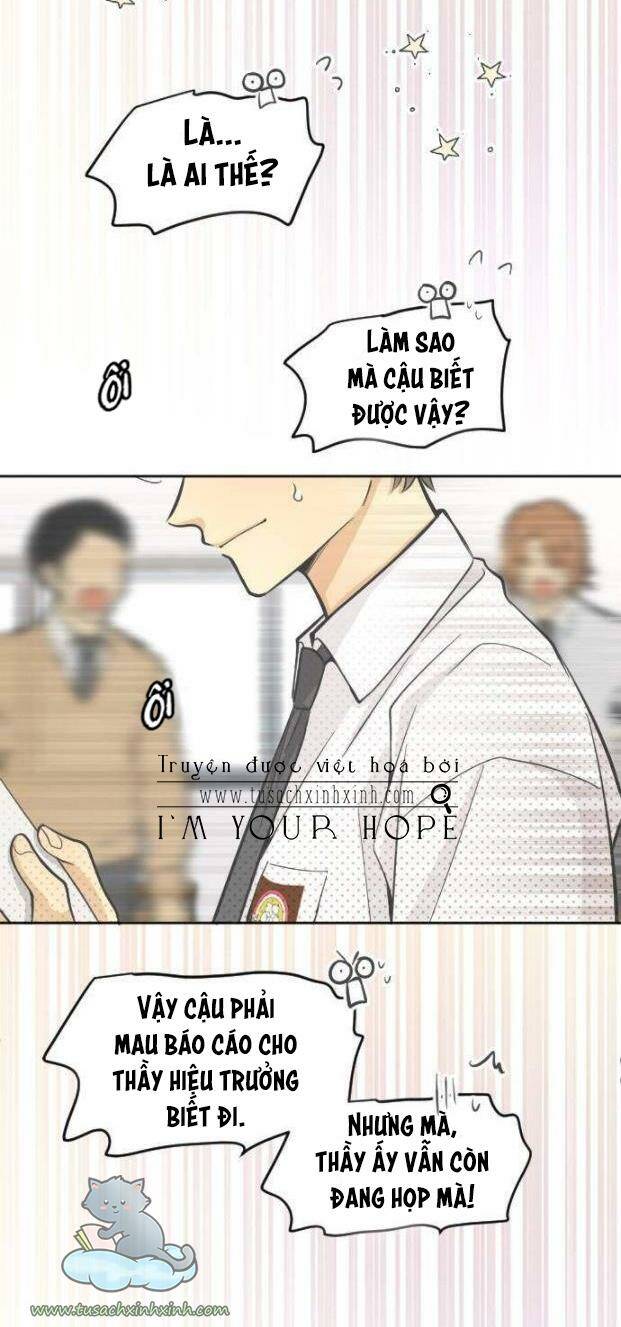 LÀ...
LÀ AI THẾ?
LÀM SAO
MÀ CẬU BIẾT
ĐƯỢC VẬY?
ÔI
ÔI
Truyện được việt hoá bởi
www.tusachxinhxinh.com
I'M YOUR HOPE
VẬY CẬU PHẢI
MAU BÁO CÁO CHO
THẦY HIỆU TRƯỞNG
BIẾT ĐI.
NHƯNG MÀ,
THẦY ẤY VẪN CÒN
ĐANG HỌP MÀ!
www.tusachxinhxinh.com